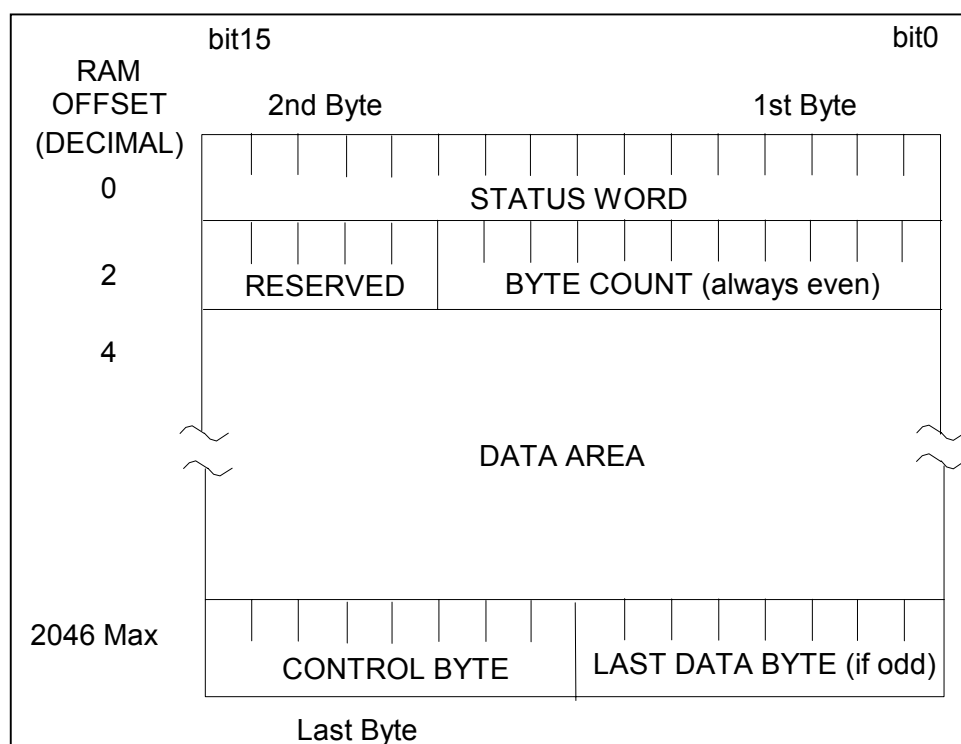 bit15 bit0
RAM
OFFSET
(DECIMAL)
2nd Byte 1st Byte
0 STATUS WORD
2 RESERVED BYTE COUNT (always even)
4
DATA AREA
2046 Max CONTROL BYTE LAST DATA BYTE (if odd)
Last Byte